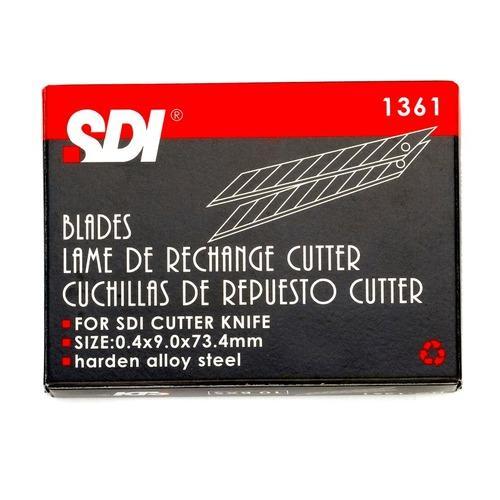 SDI® 1361
BLADES
LAME DE RECHANGE CUTTER
CUCHILLAS DE REPUESTO CUTTER
FOR SDI CUTTER KNIFE
SIZE:0.4x9.0x73.4mm
harden alloy steel